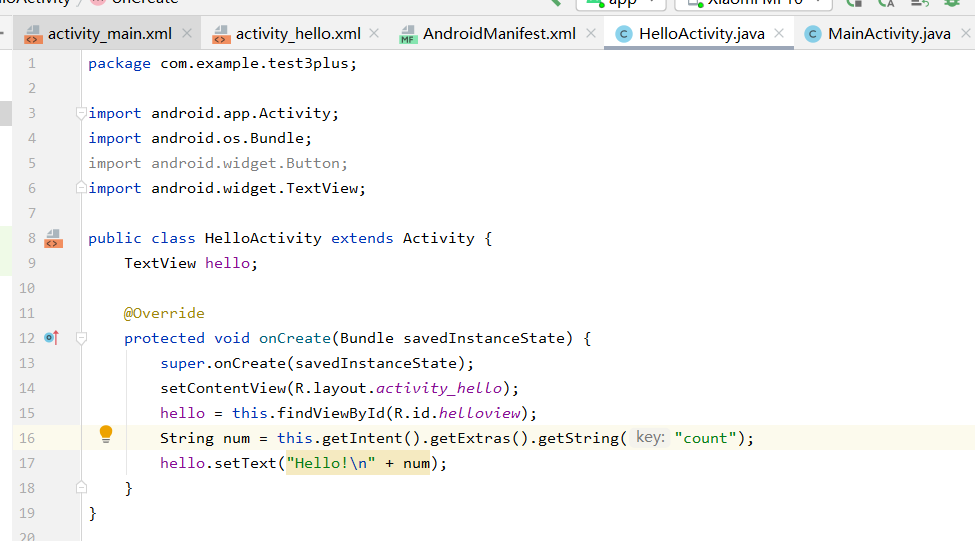 onCreate
app
activity_main.xml activity_hello.xml AndroidManifest.xml HelloActivity.java MainActivity.java
1 package com.example.test3plus;
2
3 import android.app.Activity;
4 import android.os.Bundle;
5 import android.widget.Button;
6 import android.widget.TextView;
7
8 public class HelloActivity extends Activity {
9 TextView hello;
10
11 @Override
12 protected void onCreate(Bundle savedInstanceState) {
13 super.onCreate(savedInstanceState);
14 setContentView(R.layout.activity_hello);
15 hello = this.findViewById(R.id.helloview);
16 String num = this.getIntent().getExtras().getString( key: "count");
17 hello.setText("Hello!\n" + num);
18 }
19 }
20